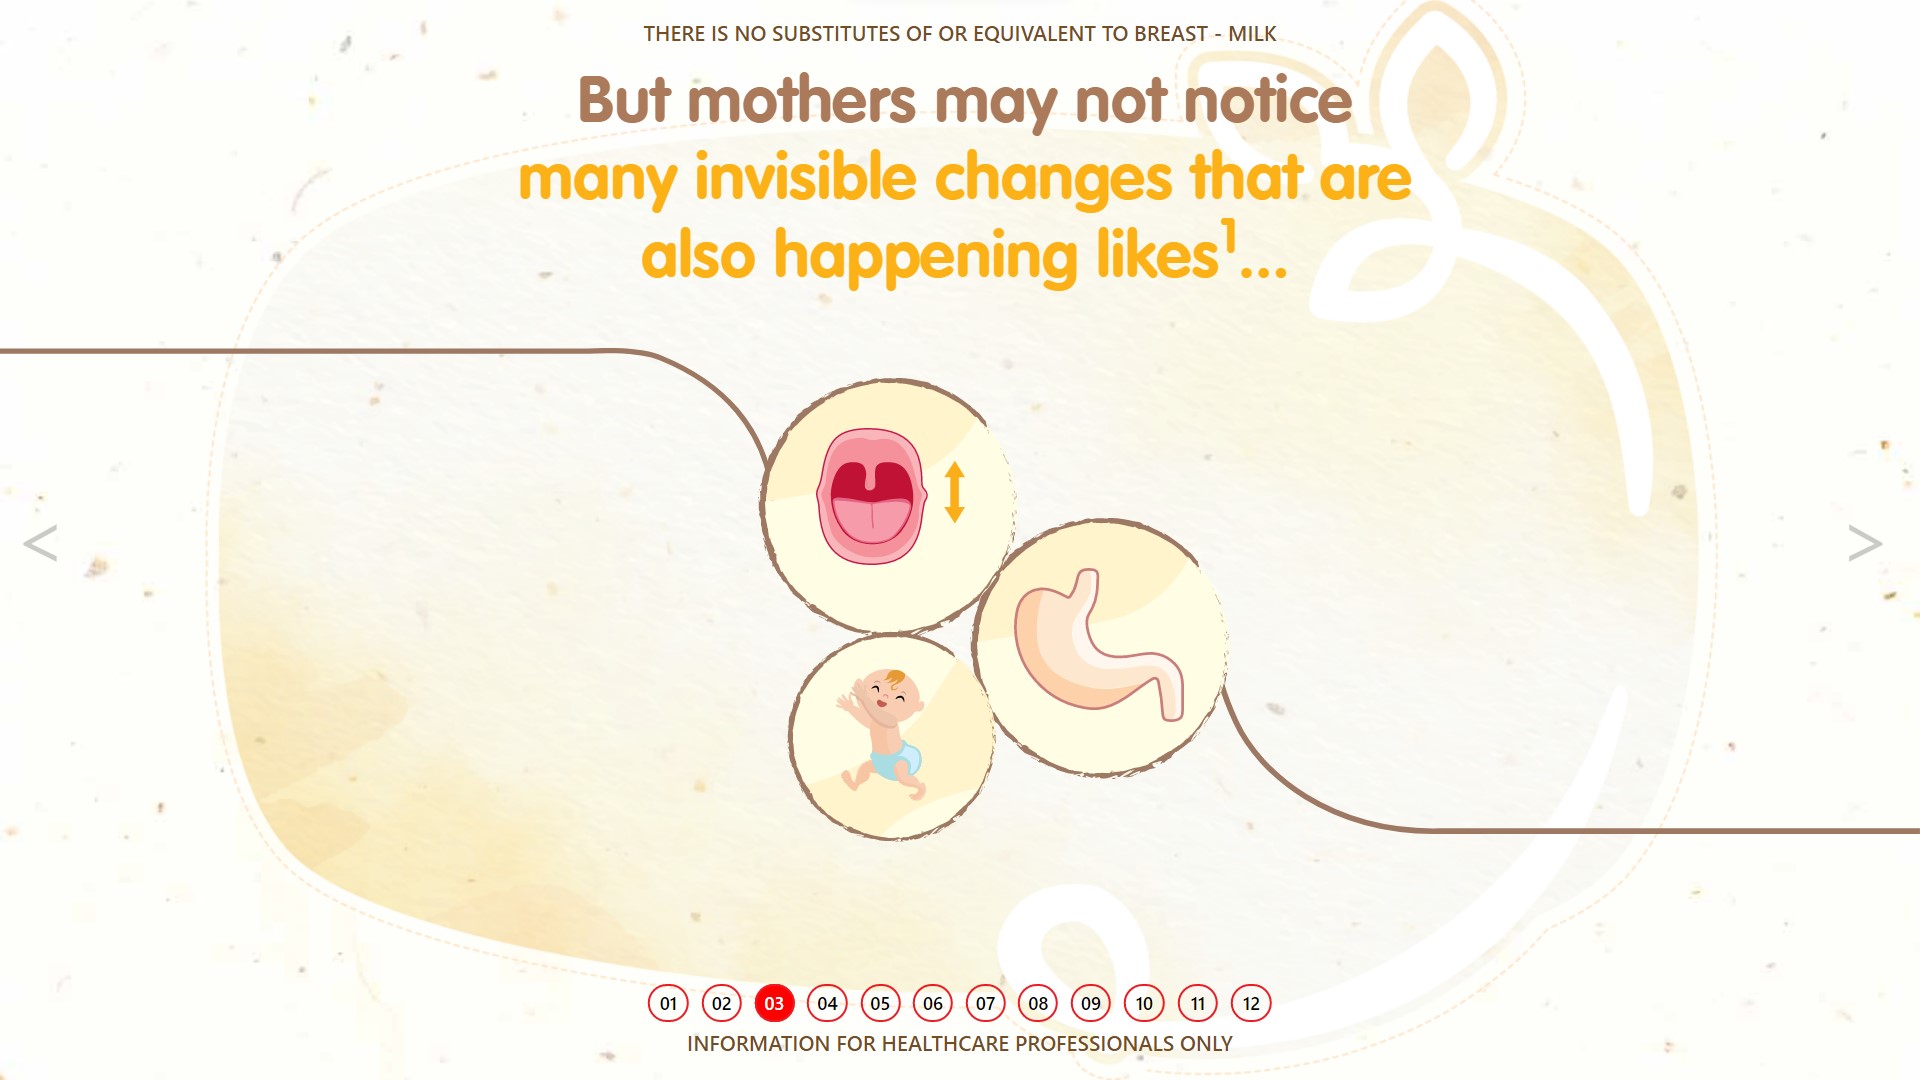 THERE IS NO SUBSTITUTES OF OR EQUIVALENT TO BREAST - MILK
But mothers may not notice
many invisible changes that are
also happening likes¹...
<
>
01 02 03 04 05 06 07 08 09 10 11 12
INFORMATION FOR HEALTHCARE PROFESSIONALS ONLY